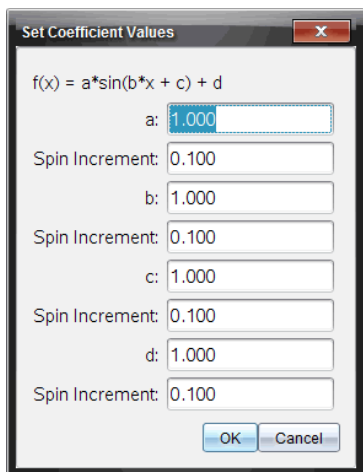 Set Coefficient Values
f(x) = a*sin(b*x + c) + d
a: 1.000
Spin Increment: 0.100
b: 1.000
Spin Increment: 0.100
c: 1.000
Spin Increment: 0.100
d: 1.000
Spin Increment: 0.100
OK Cancel